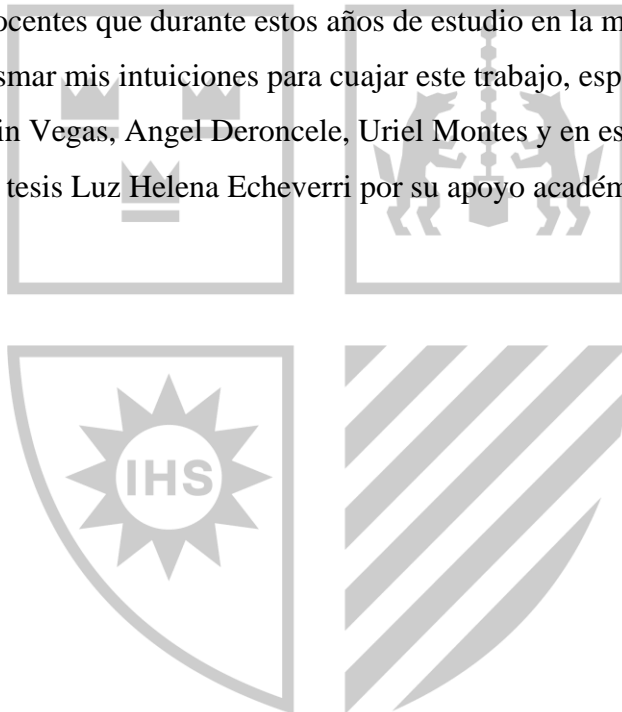 ocentes que durante estos años de estudio en la m
smar mis intuiciones para cuajar este trabajo, esp
in Vegas, Angel Deroncele, Uriel Montes y en es
tesis Luz Helena Echeverri por su apoyo académ
IHS